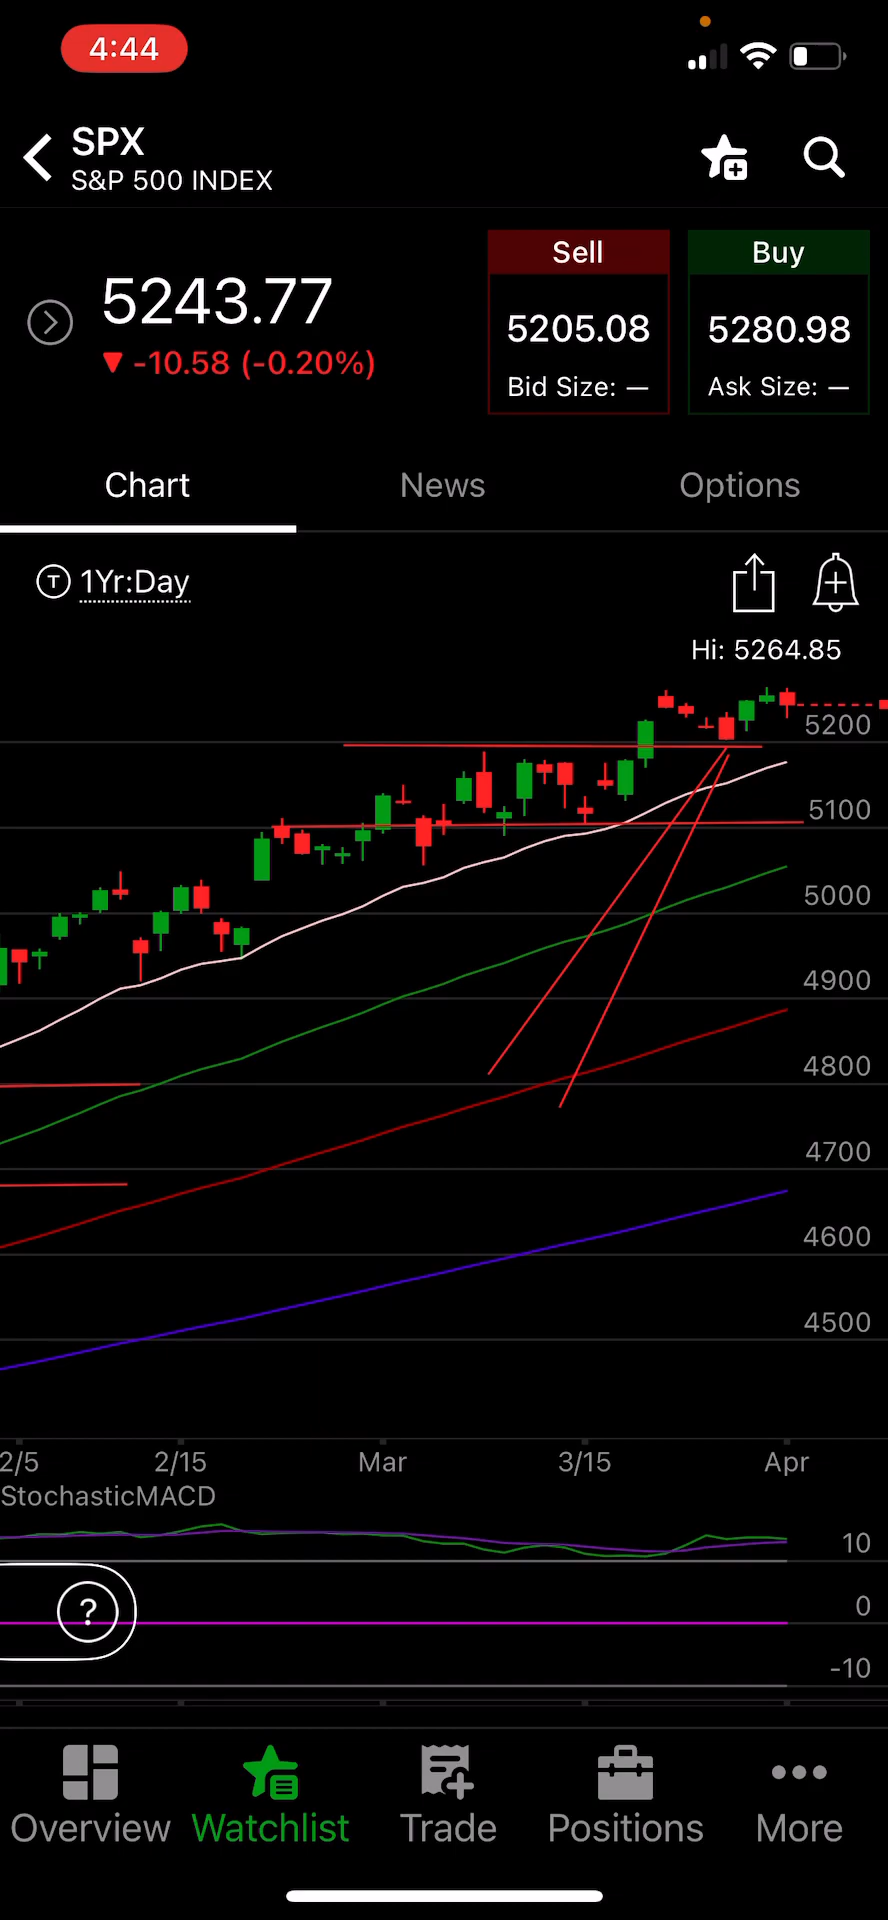 4:44
SPX
S&P 500 INDEX
5243.77
-10.58 (-0.20%)
Sell
5205.08
Bid Size: —
Buy
5280.98
Ask Size: —
Chart
News
Options
T 1Yr:Day
Hi: 5264.85
5200
5100
5000
4900
4800
4700
4600
4500
2/5
2/15
Mar
3/15
Apr
StochasticMACD
10
0
-10
?
Overview
Watchlist
Trade
Positions
More